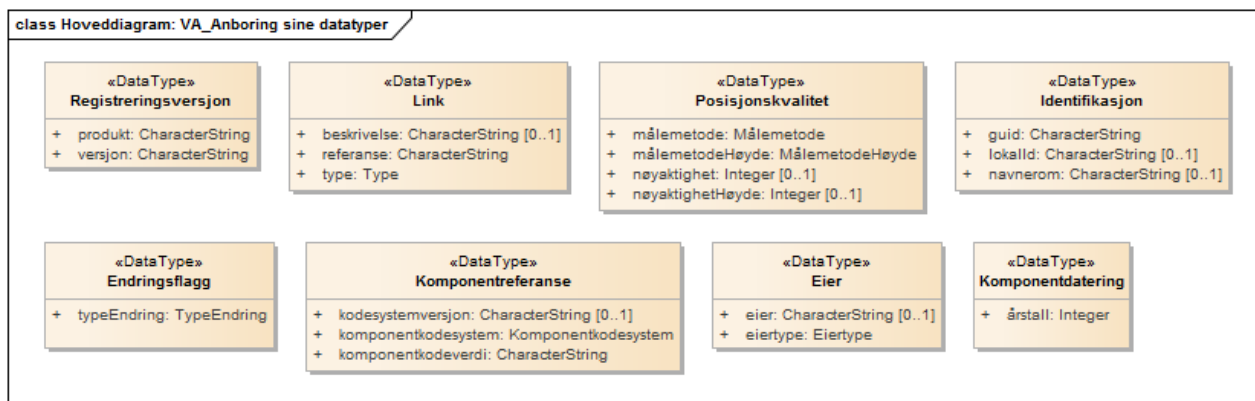 class Hoveddiagram: VA_Anboring sine datatyper
«DataType»
Registreringsversjon
+ produkt: CharacterString
+ versjon: CharacterString
«DataType»
Link
+ beskrivelse: CharacterString [0..1]
+ referanse: CharacterString
+ type: Type
«DataType»
Posisjonskvalitet
+ målemetode: Målemetode
+ målemetodeHøyde: MålemetodeHøyde
+ nøyaktighet: Integer [0..1]
+ nøyaktighetHøyde: Integer [0..1]
«DataType»
Identifikasjon
+ guid: CharacterString
+ lokalId: CharacterString [0..1]
+ navnerom: CharacterString [0..1]
«DataType»
Endringsflagg
+ typeEndring: TypeEndring
«DataType»
Komponentreferanse
+ kodesystemversjon: CharacterString [0..1]
+ komponentkodesystem: Komponentkodesystem
+ komponentkodeverdi: CharacterString
«DataType»
Eier
+ eier: CharacterString [0..1]
+ eiertype: Eiertype
«DataType»
Komponentdatering
+ årstall: Integer